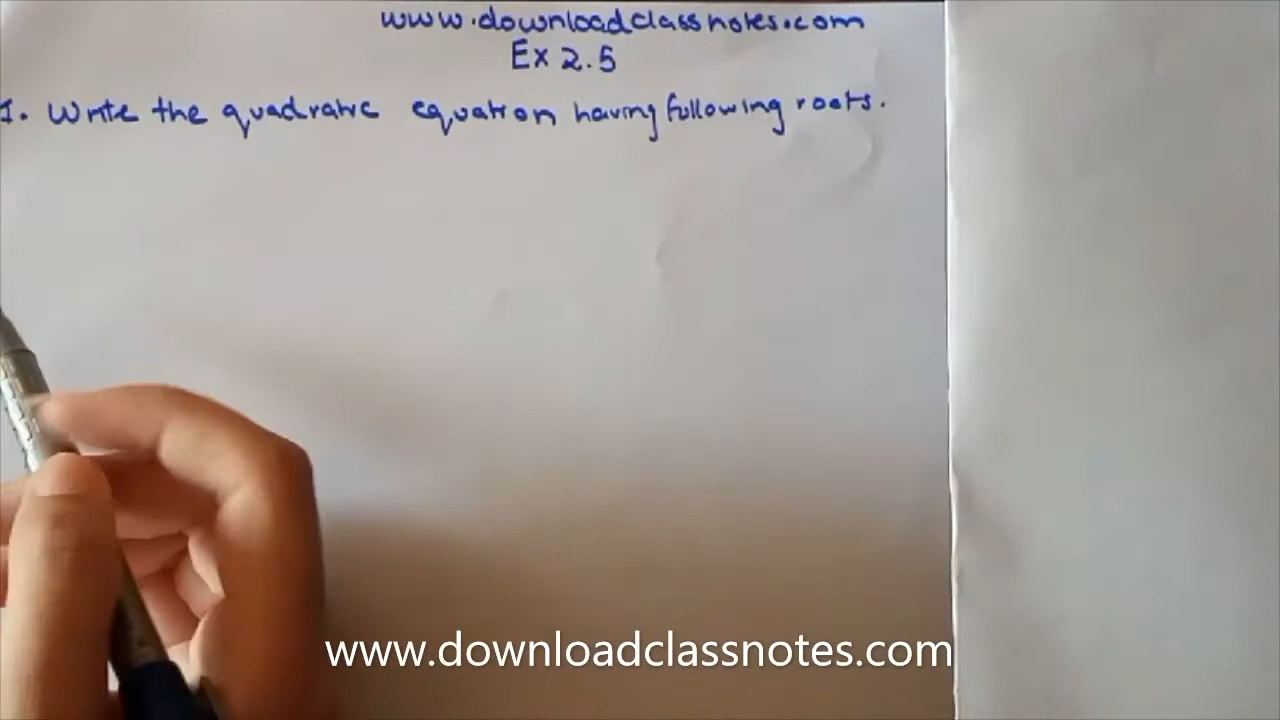 www.downloadclassnotes.com
Ex 2.5
1. Write the quadratic equation having following roots.
www.downloadclassnotes.com